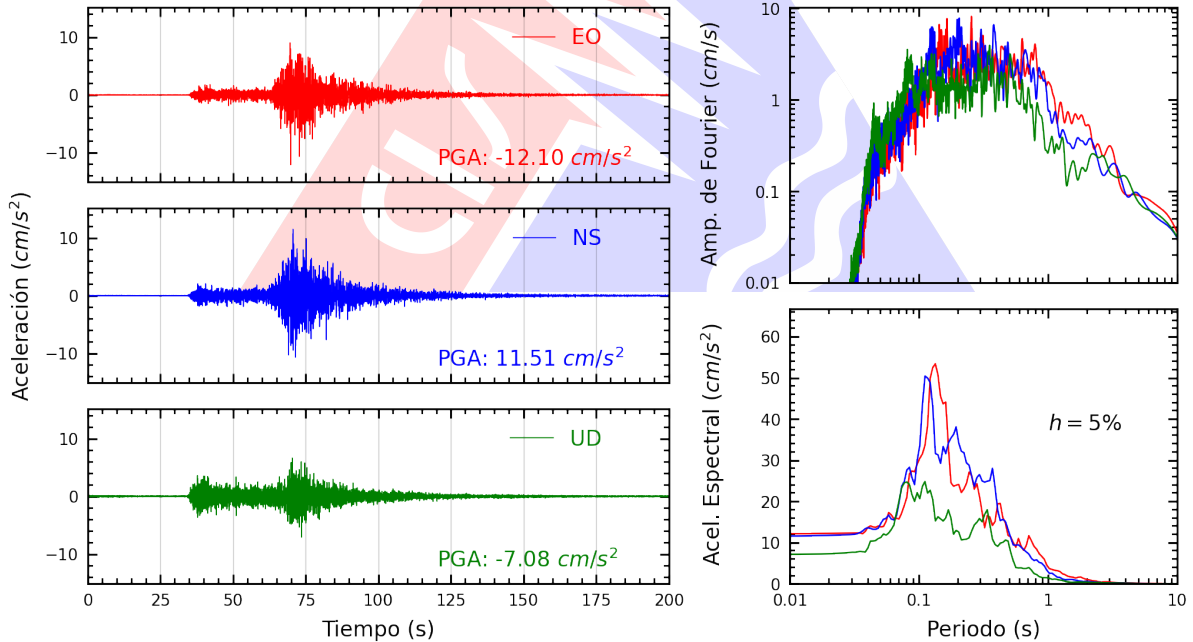 Aceleración (cm/s²)
10
0
−10
EO
PGA: -12.10 cm/s²
10
0
−10
NS
PGA: 11.51 cm/s²
10
0
−10
UD
PGA: -7.08 cm/s²
0 25 50 75 100 125 150 175 200
Tiempo (s)
Amp. de Fourier (cm/s)
10
1
0.1
0.01
Acel. Espectral (cm/s²)
60
50
40
30
20
10
0
h = 5%
0.01 0.1 1 10
Periodo (s)